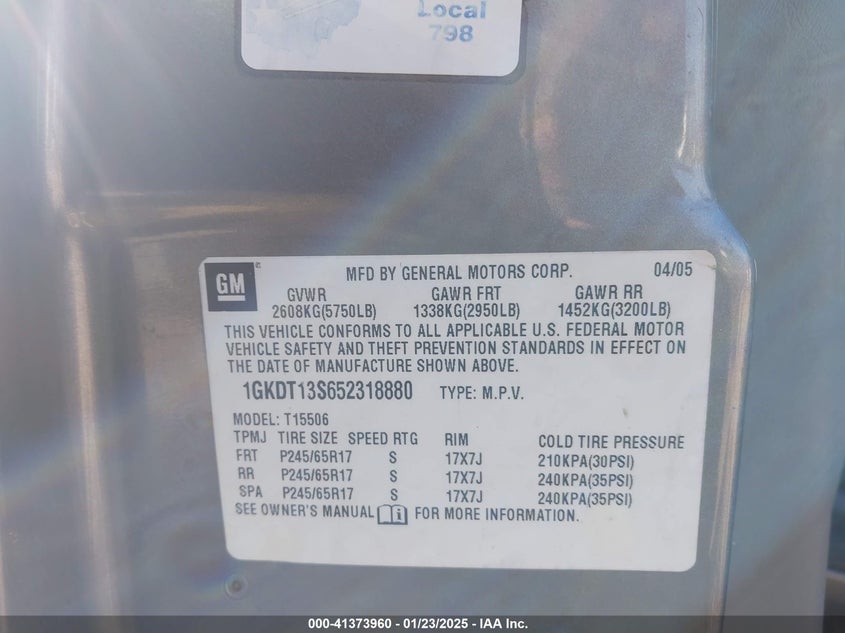 Local
798
GM
MFD BY GENERAL MOTORS CORP. 04/05
GVWR GAWR FRT GAWR RR
2608KG(5750LB) 1338KG(2950LB) 1452KG(3200LB)
THIS VEHICLE CONFORMS TO ALL APPLICABLE U.S. FEDERAL MOTOR
VEHICLE SAFETY AND THEFT PREVENTION STANDARDS IN EFFECT ON
THE DATE OF MANUFACTURE SHOWN ABOVE.
1GKDT13S652318880 TYPE: M.P.V.
MODEL: T15506
TPMJ TIRE SIZE SPEED RTG RIM COLD TIRE PRESSURE
FRT P245/65R17 S 17X7J 210KPA(30PSI)
RR P245/65R17 S 17X7J 240KPA(35PSI)
SPA P245/65R17 S 17X7J 240KPA(35PSI)
SEE OWNER'S MANUAL i FOR MORE INFORMATION.
000-41373960 - 01/23/2025 - IAA Inc.